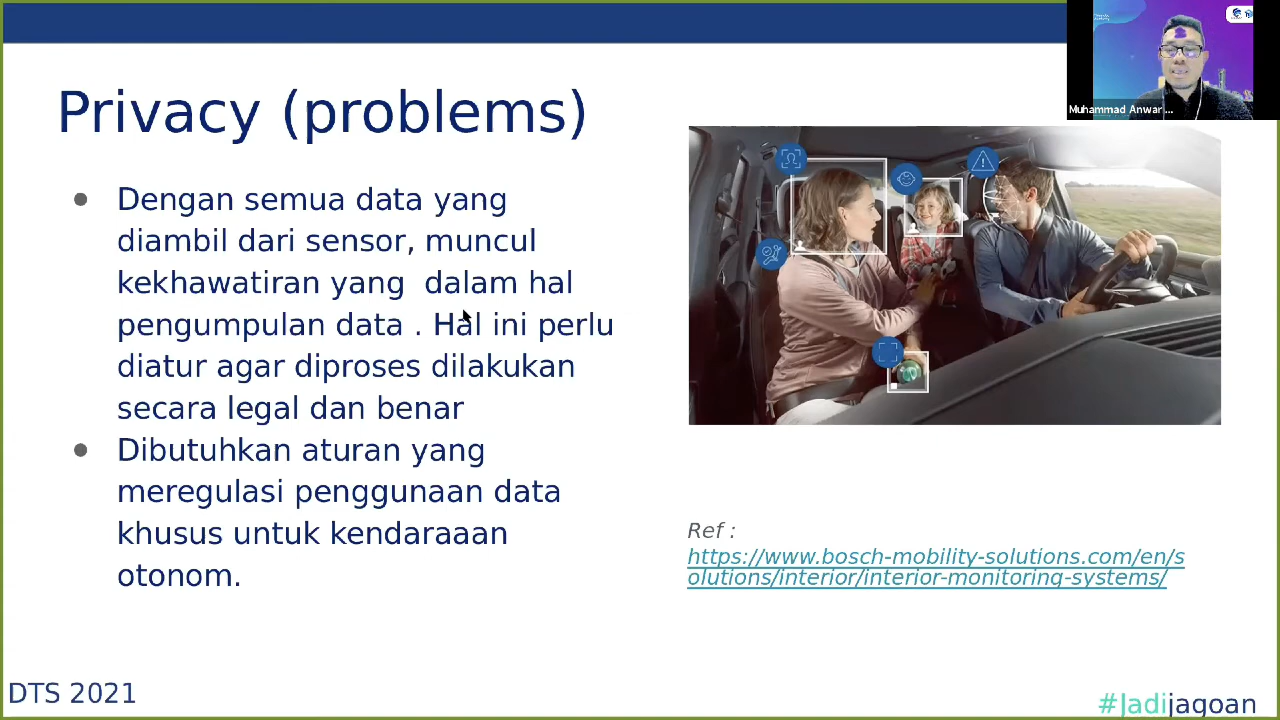 Muhammad Anwar ...
Privacy (problems)
Dengan semua data yang
diambil dari sensor, muncul
kekhawatiran yang dalam hal
pengumpulan data . Hal ini perlu
diatur agar diproses dilakukan
secara legal dan benar
Dibutuhkan aturan yang
meregulasi penggunaan data
khusus untuk kendaraaan
otonom.
Ref :
https://www.bosch-mobility-solutions.com/en/s
olutions/interior/interior-monitoring-systems/
DTS 2021
#Jadijagoan